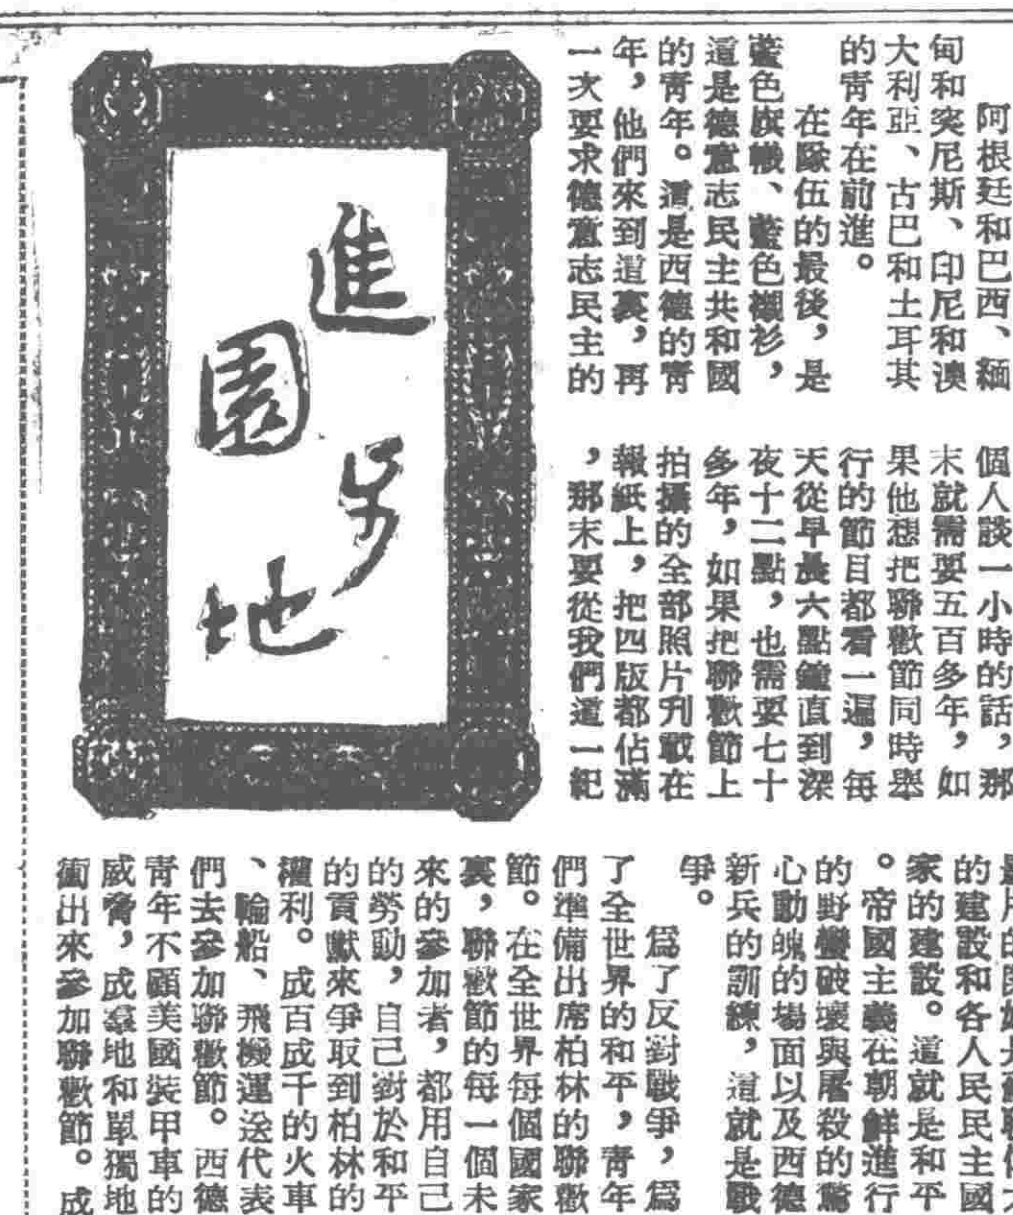 阿根廷和巴西、緬
甸和突尼斯、印尼和澳
大利亞、古巴和土耳其
的靑年在前進。
在隊伍的最後，是
藍色旗幟、藍色襯衫，
這是德意志民主共和國
的靑年。這是西德的靑
年，他們來到這裏，再
一次要求德意志民主的
進步
園地
個人談一小時的話，那
末就需要五百多年，如
果他想把聯歡節同時舉
行的節目都看一遍，每
天從早晨六點鐘直到深
夜十二點，也需要七十
多年，如果把聯歡節上
拍攝的全部照片刋載在
報紙上，把四版都佔滿
，那末要從我們這一紀
的建設和各人民民主國
家的建設。這就是和平
。帝國主義在朝鮮進行
的野蠻破壞與屠殺的驚
心動魄的場面以及西德
新兵的訓練，這就是戰
爭。
爲了反對戰爭，爲
了全世界的和平，靑年
們準備出席柏林的聯歡
節。在全世界每個國家
裏，聯歡節的每一個未
來的參加者，都用自己
的勞動，自己對於和平
的貢獻來爭取到柏林的
權利。成百成千的火車
、輪船、飛機運送代表
們去參加聯歡節。西德
靑年不顧美國裝甲車的
威脅，成羣地和單獨地
衝出來參加聯歡節。成